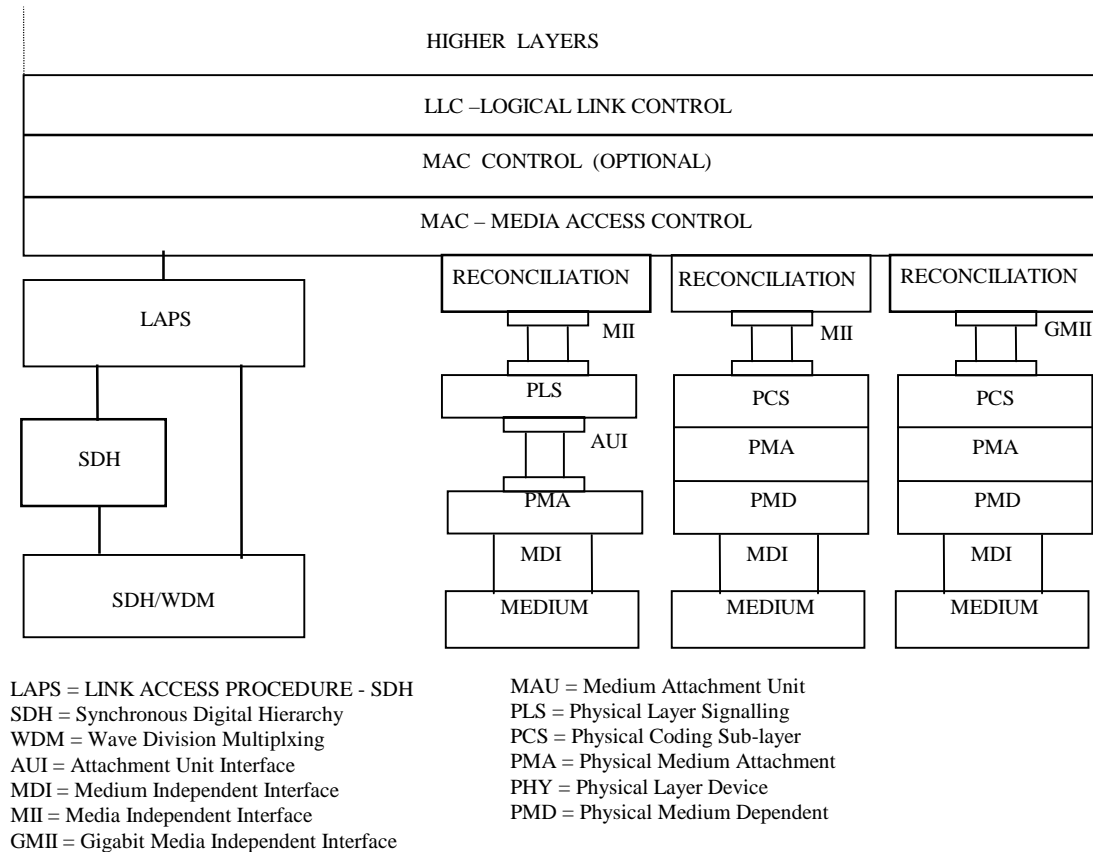 HIGHER LAYERS
LLC –LOGICAL LINK CONTROL
MAC CONTROL (OPTIONAL)
MAC – MEDIA ACCESS CONTROL
RECONCILIATION RECONCILIATION RECONCILIATION
LAPS
MII MII GMII
PLS PCS PCS
AUI
SDH
PMA PMA
PMA PMD PMD
MDI MDI MDI
SDH/WDM
MEDIUM MEDIUM MEDIUM
LAPS = LINK ACCESS PROCEDURE - SDH
SDH = Synchronous Digital Hierarchy
WDM = Wave Division Multiplxing
AUI = Attachment Unit Interface
MDI = Medium Independent Interface
MII = Media Independent Interface
GMII = Gigabit Media Independent Interface
MAU = Medium Attachment Unit
PLS = Physical Layer Signalling
PCS = Physical Coding Sub-layer
PMA = Physical Medium Attachment
PHY = Physical Layer Device
PMD = Physical Medium Dependent